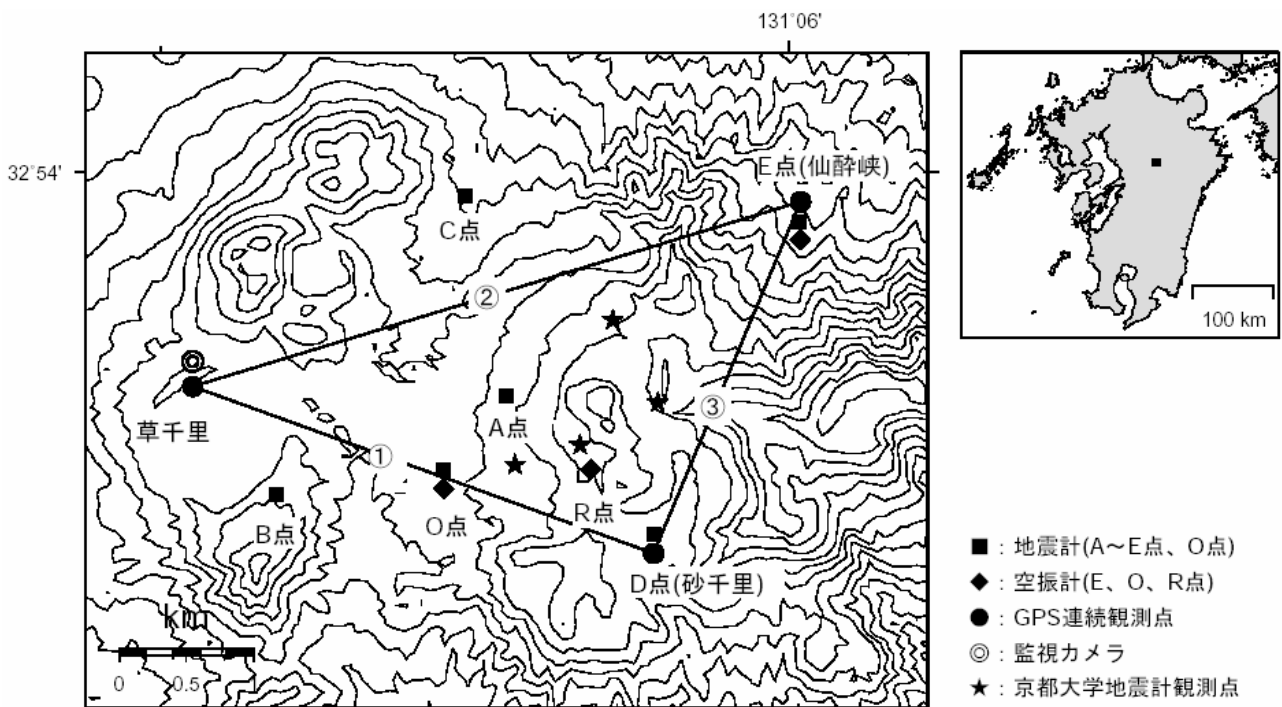 131°06'
32°54'
E点(仙酔峡)
C点
②
草千里
A点
③
①
B点
O点
R点
D点(砂千里)
km
0 0.5
100 km
■ : 地震計(A～E点、O点)
◆ : 空振計(E、O、R点)
● : GPS連続観測点
◎ : 監視カメラ
★ : 京都大学地震計観測点